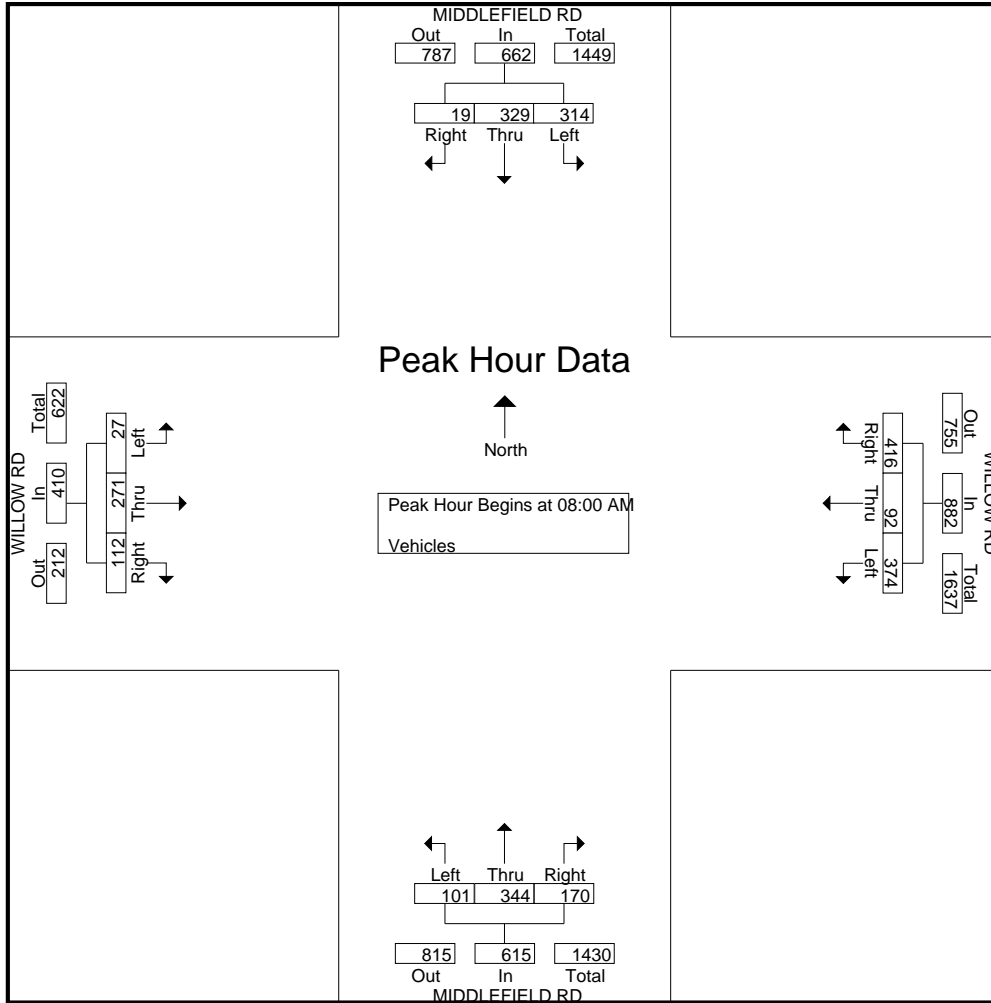 MIDDLEFIELD RD
Out In Total
787 662 1449
19 329 314
Right Thru Left
Peak Hour Data
North
Peak Hour Begins at 08:00 AM
Vehicles
WILLOW RD
Total In Out
622 410 212
27 271 112
Left Thru Right
WILLOW RD
Out In Total
755 882 1637
416 92 374
Right Thru Left
Left Thru Right
101 344 170
815 615 1430
Out In Total
MIDDLEFIELD RD